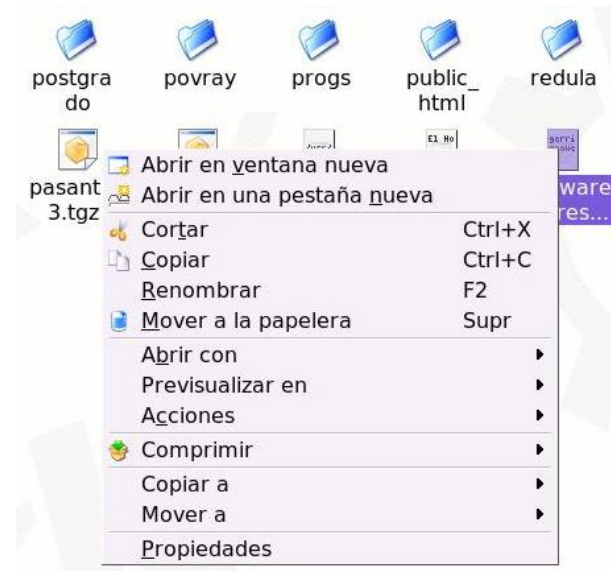 postgra
do
povray
progs
public_
html
redula
El Ho
pasant
3.tgz
ware
res...
Abrir en ventana nueva
Abrir en una pestaña nueva
Cortar Ctrl+X
Copiar Ctrl+C
Renombrar F2
Mover a la papelera Supr
Abrir con
Previsualizar en
Acciones
Comprimir
Copiar a
Mover a
Propiedades